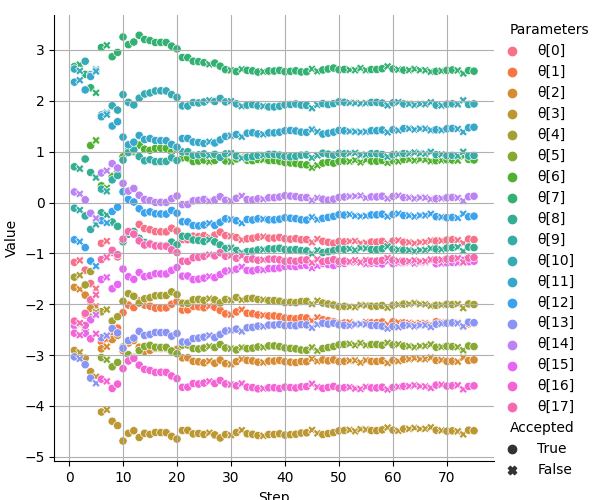 Parameters
θ[0]
θ[1]
θ[2]
θ[3]
θ[4]
θ[5]
θ[6]
θ[7]
θ[8]
θ[9]
θ[10]
θ[11]
θ[12]
θ[13]
θ[14]
θ[15]
θ[16]
θ[17]
Accepted
True
False
Value
3
2
1
0
−1
−2
−3
−4
−5
0 10 20 30 40 50 60 70
Step